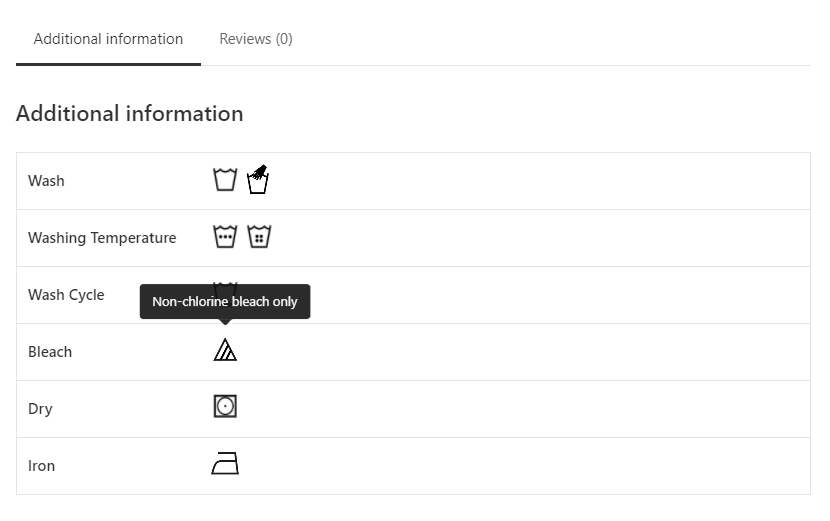 Additional information
Reviews (0)
Additional information
Wash
Washing Temperature
Wash Cycle
Non-chlorine bleach only
Bleach
Dry
Iron